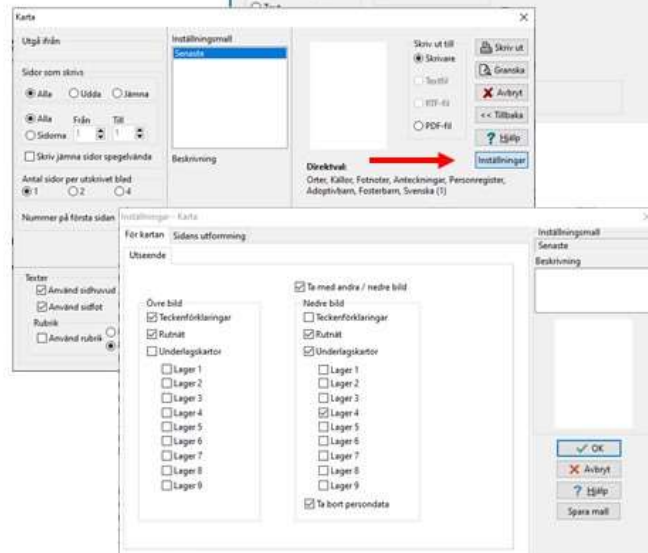 Karta
Utgå ifrån
Sidor som skrivs
Alla Udda Jämna
Alla Från Till
Sidorna 1 1
Skriv jämna sidor spegelvända
Antal sidor per utskrivet blad
1 2 4
Nummer på första sidan
Texter
Använd sidhuvud
Använd sidfot
Rubrik
Använd rubrik
Inställningsmall
Senaste
Beskrivning
Skriv ut till
Skrivare
Textfil
RTF-fil
PDF-fil
Direktval:
Orter, Källor, Fotnoter, Anteckningar, Personregister,
Adoptivbarn, Fosterbarn, Svenska (1)
Skriv ut
Granska
Avbryt
<< Tillbaka
Hjälp
Inställningar
Inställningar - Karta
För kartan Sidans utformning
Utseende
Övre bild
Teckenförklaringar
Rutnät
Underlagskartor
Lager 1
Lager 2
Lager 3
Lager 4
Lager 5
Lager 6
Lager 7
Lager 8
Lager 9
Ta med andra / nedre bild
Nedre bild
Teckenförklaringar
Rutnät
Underlagskartor
Lager 1
Lager 2
Lager 3
Lager 4
Lager 5
Lager 6
Lager 7
Lager 8
Lager 9
Ta bort persondata
Inställningsmall
Senaste
Beskrivning
OK
Avbryt
Hjälp
Spara mall